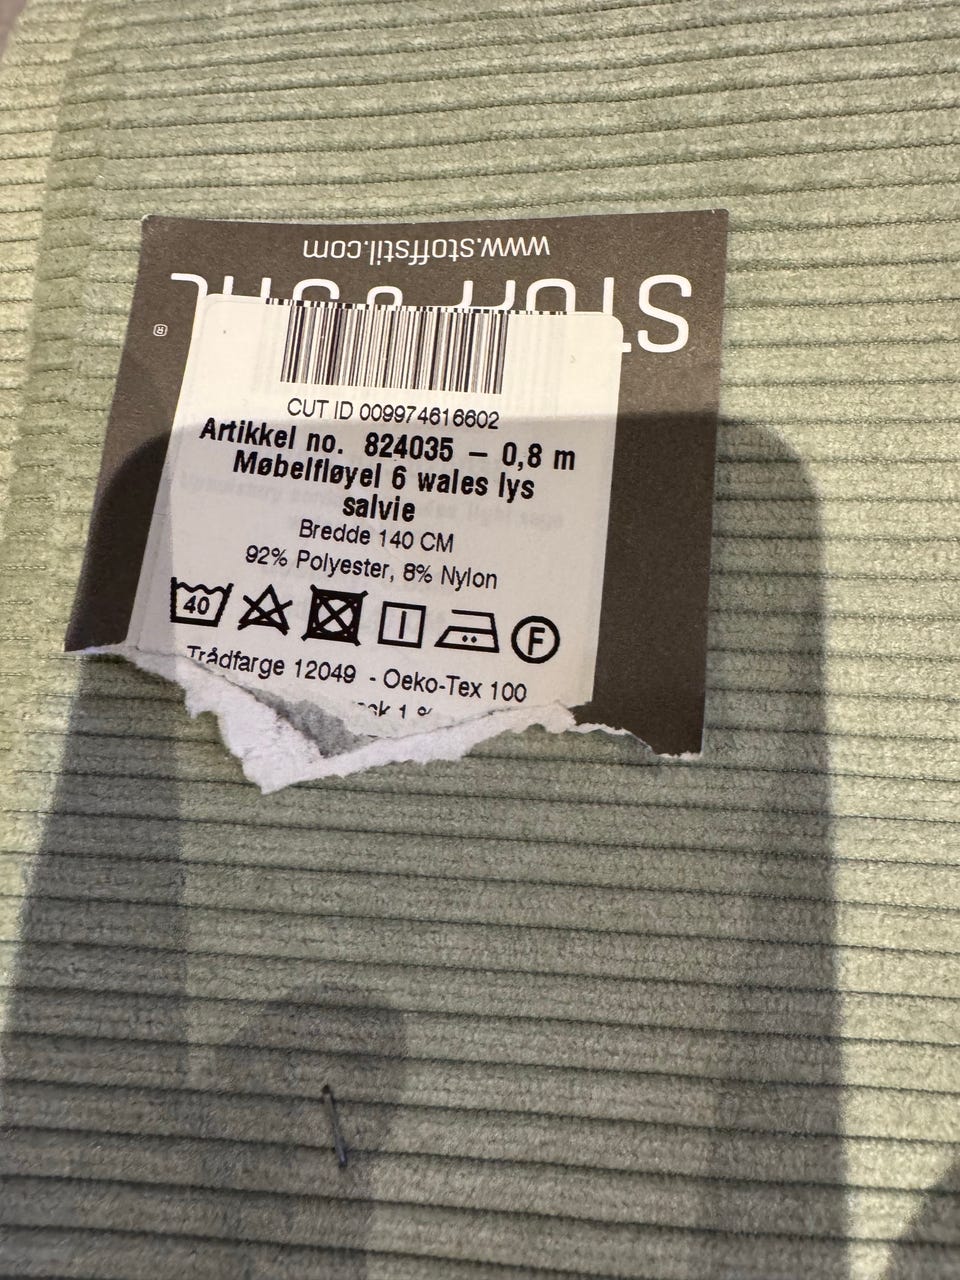 www.stoffstil.com
®
CUT ID 009974616602
Artikkel no. 824035 – 0,8 m
Møbelfløyel 6 wales lys
salvie
Bredde 140 CM
92% Polyester, 8% Nylon
40
F
Trådfarge 12049 - Oeko-Tex 100
1 %